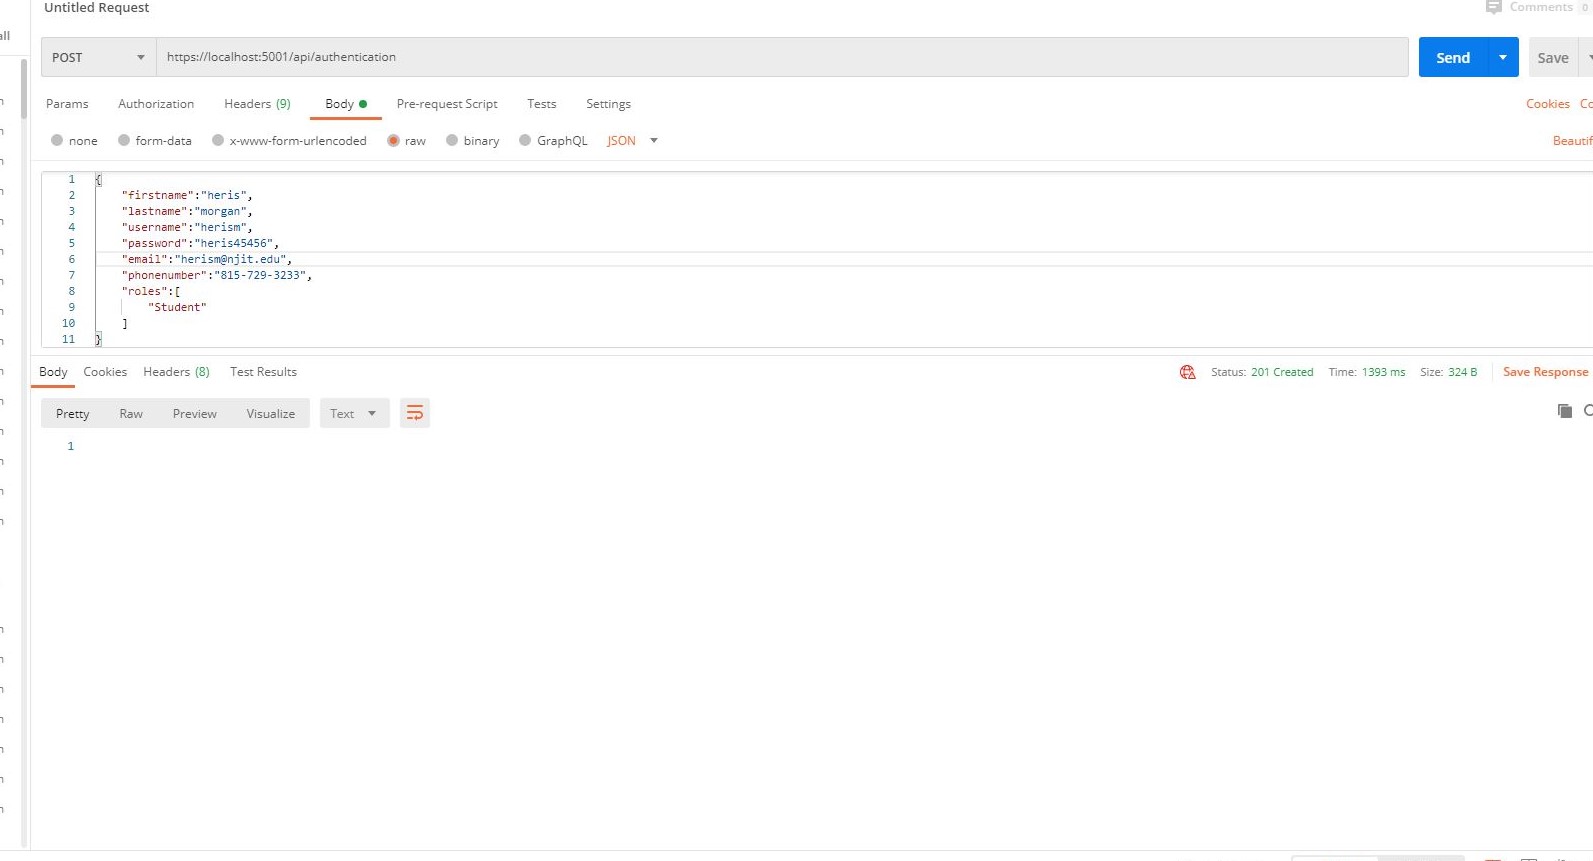 Untitled Request
Comments 0
all
POST https://localhost:5001/api/authentication Send Save
Params Authorization Headers (9) Body Pre-request Script Tests Settings Cookies
none form-data x-www-form-urlencoded raw binary GraphQL JSON Beautif
1 {
2 "firstname":"heris",
3 "lastname":"morgan",
4 "username":"herism",
5 "password":"heris45456",
6 "email":"herism@njit.edu",
7 "phonenumber":"815-729-3233",
8 "roles":[
9 "Student"
10 ]
11 }
Body Cookies Headers (8) Test Results Status: 201 Created Time: 1393 ms Size: 324 B Save Response
Pretty Raw Preview Visualize Text
1